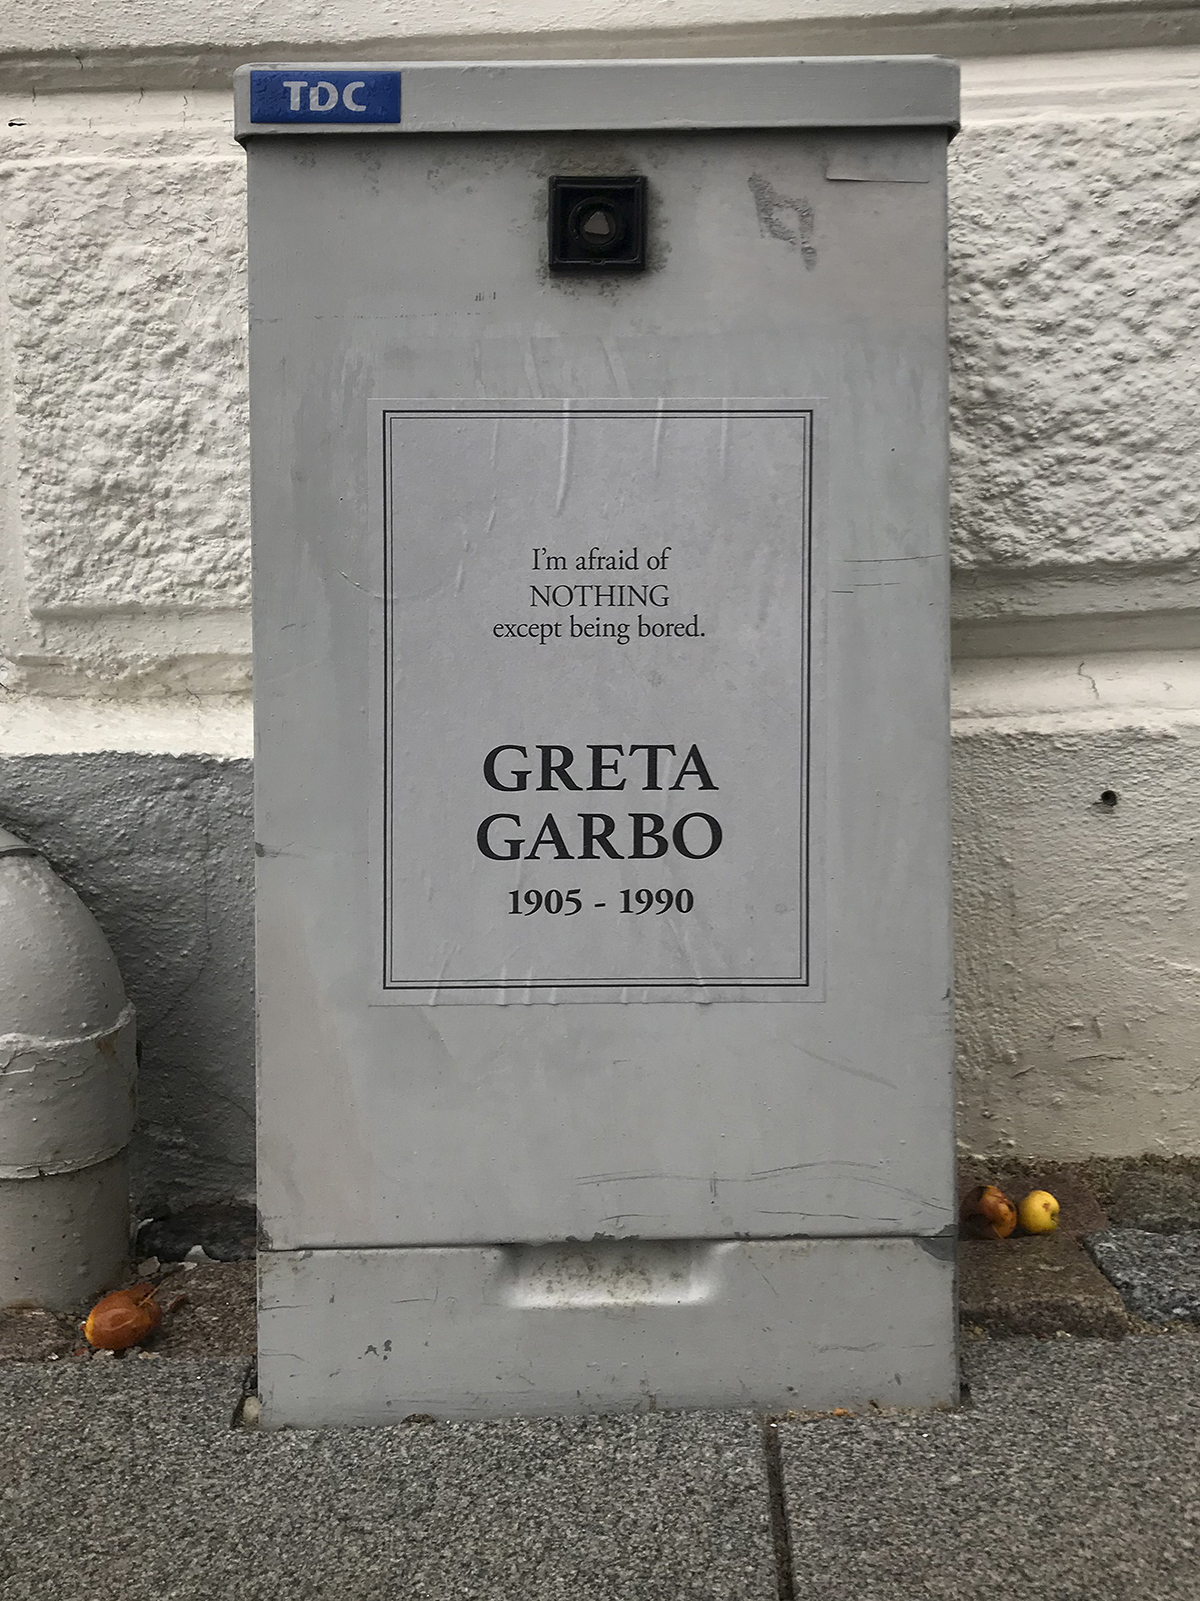 TDC
I'm afraid of
NOTHING
except being bored.
GRETA
GARBO
1905 - 1990